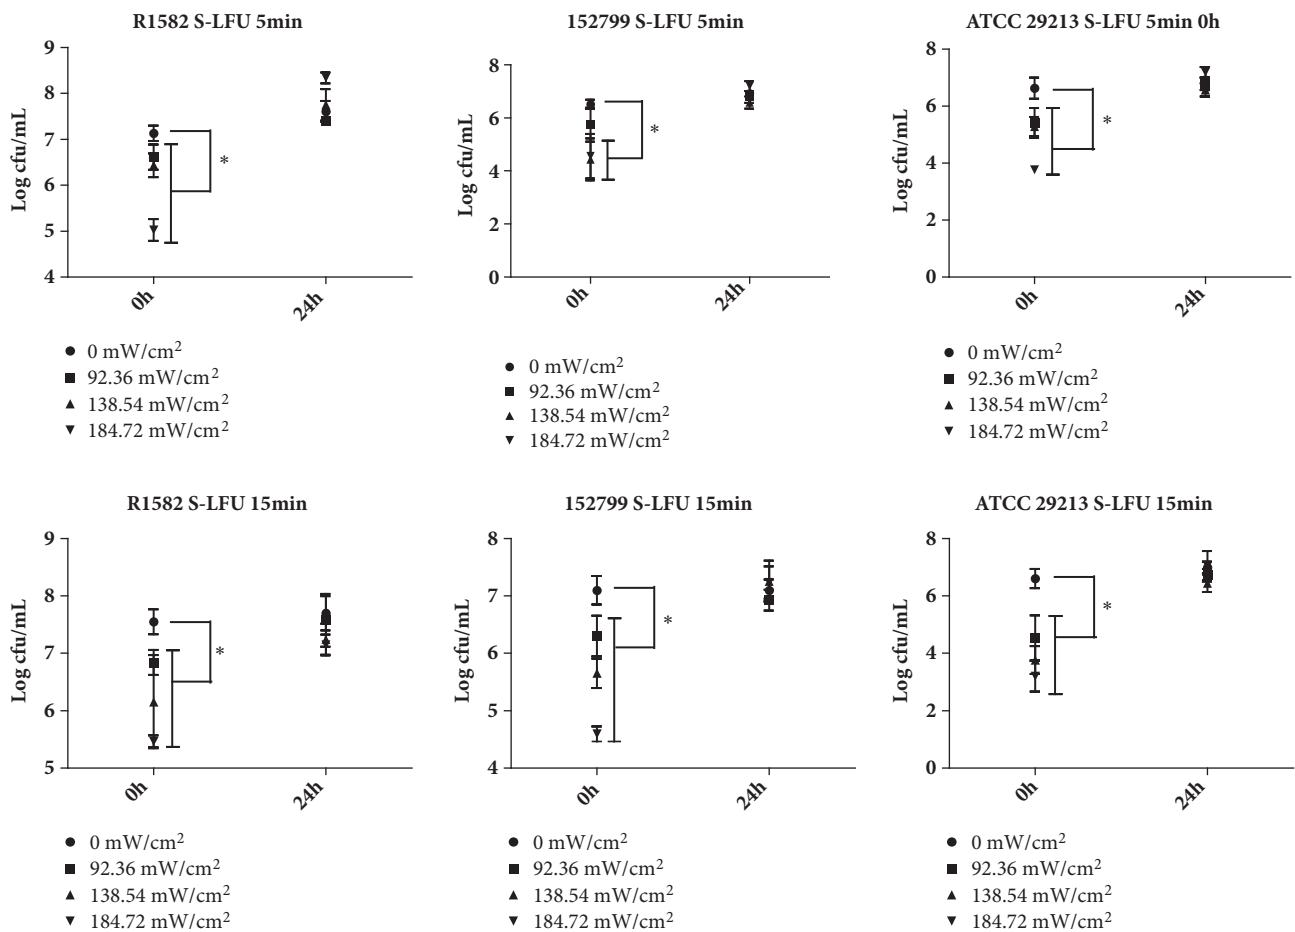 R1582 S-LFU 5min
9
8
7
6
5
4
Log cfu/mL
*
0h
24h
0 mW/cm²
92.36 mW/cm²
138.54 mW/cm²
184.72 mW/cm²
152799 S-LFU 5min
8
6
4
2
0
Log cfu/mL
*
0h
24h
0 mW/cm²
92.36 mW/cm²
138.54 mW/cm²
184.72 mW/cm²
ATCC 29213 S-LFU 5min 0h
8
6
4
2
0
Log cfu/mL
*
0h
24h
0 mW/cm²
92.36 mW/cm²
138.54 mW/cm²
184.72 mW/cm²
R1582 S-LFU 15min
9
8
7
6
5
Log cfu/mL
*
0h
24h
0 mW/cm²
92.36 mW/cm²
138.54 mW/cm²
184.72 mW/cm²
152799 S-LFU 15min
8
7
6
5
4
Log cfu/mL
*
0h
24h
0 mW/cm²
92.36 mW/cm²
138.54 mW/cm²
184.72 mW/cm²
ATCC 29213 S-LFU 15min
8
6
4
2
0
Log cfu/mL
*
0h
24h
0 mW/cm²
92.36 mW/cm²
138.54 mW/cm²
184.72 mW/cm²